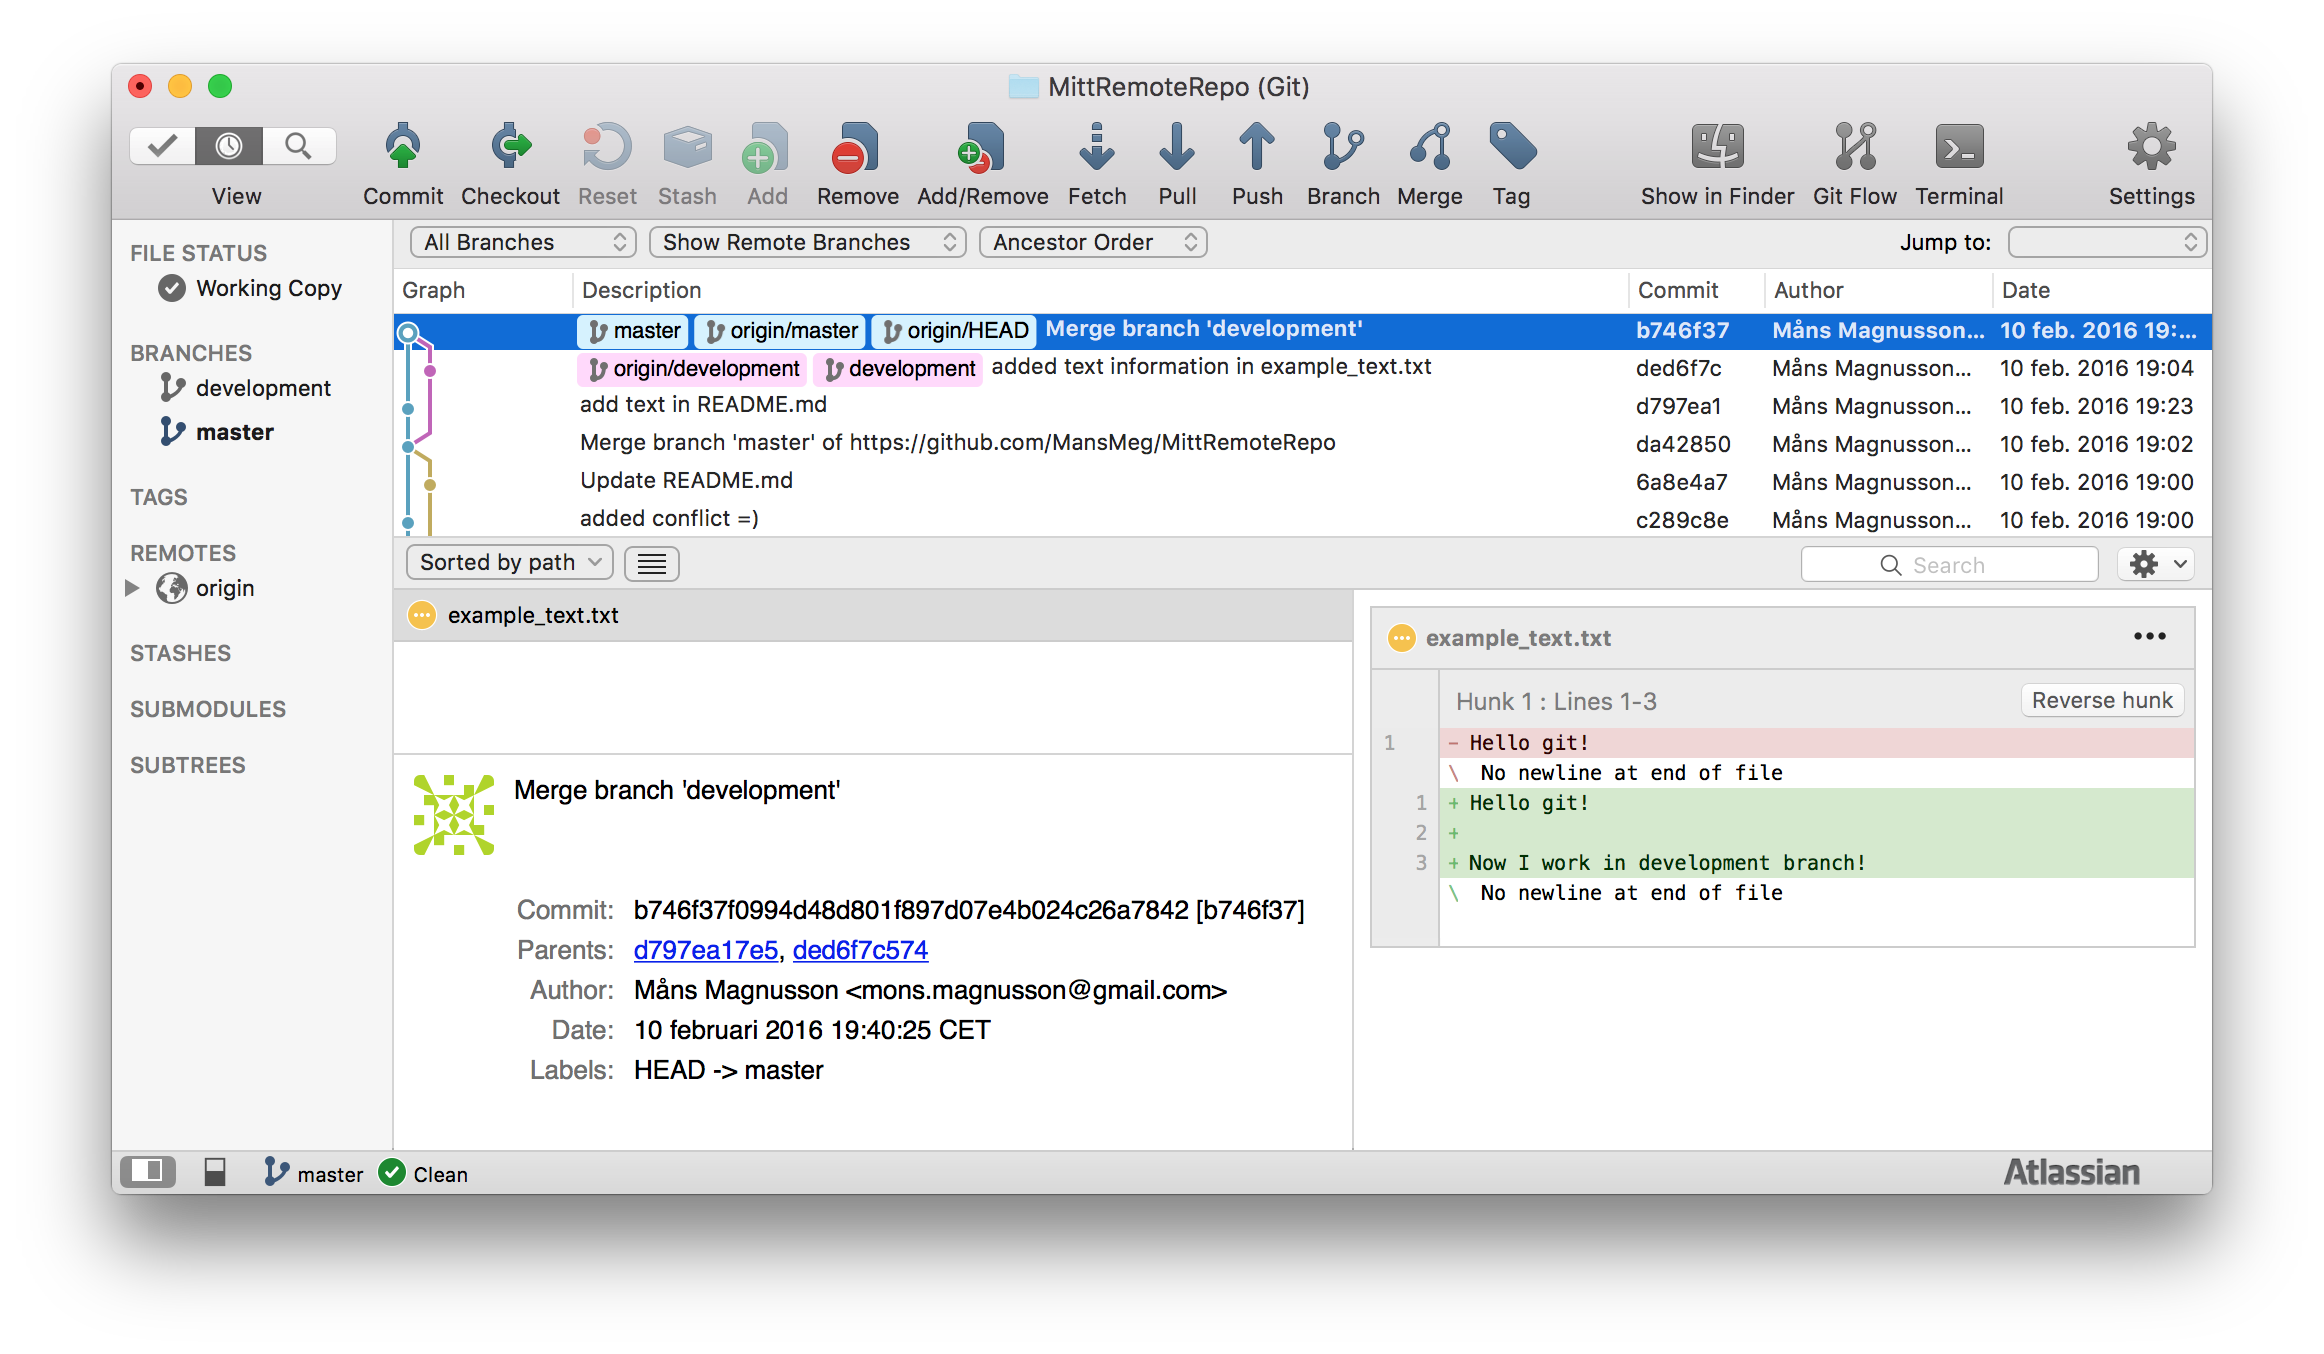 MittRemoteRepo (Git)
View Commit Checkout Reset Stash Add Remove Add/Remove Fetch Pull Push Branch Merge Tag Show in Finder Git Flow Terminal Settings
All Branches Show Remote Branches Ancestor Order Jump to:
Graph Description Commit Author Date
master origin/master origin/HEAD Merge branch 'development' b746f37 Måns Magnusson... 10 feb. 2016 19:...
origin/development development added text information in example_text.txt ded6f7c Måns Magnusson... 10 feb. 2016 19:04
add text in README.md d797ea1 Måns Magnusson... 10 feb. 2016 19:23
Merge branch 'master' of https://github.com/MansMeg/MittRemoteRepo da42850 Måns Magnusson... 10 feb. 2016 19:02
Update README.md 6a8e4a7 Måns Magnusson... 10 feb. 2016 19:00
added conflict =) c289c8e Måns Magnusson... 10 feb. 2016 19:00
FILE STATUS
Working Copy
BRANCHES
development
master
TAGS
REMOTES
origin
STASHES
SUBMODULES
SUBTREES
Sorted by path Search
example_text.txt
Merge branch 'development'
Commit: b746f37f0994d48d801f897d07e4b024c26a7842 [b746f37]
Parents: d797ea17e5, ded6f7c574
Author: Måns Magnusson <mons.magnusson@gmail.com>
Date: 10 februari 2016 19:40:25 CET
Labels: HEAD -> master
example_text.txt •••
Hunk 1 : Lines 1-3 Reverse hunk
1 - Hello git!
\ No newline at end of file
1 + Hello git!
2 +
3 + Now I work in development branch!
\ No newline at end of file
master Clean Atlassian